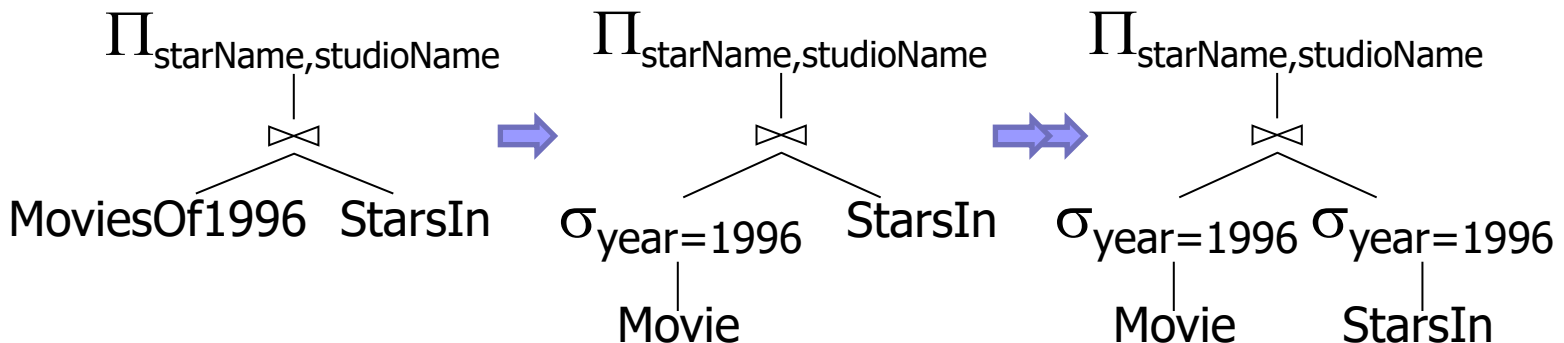 Π starName,studioName Π starName,studioName Π starName,studioName
⋈ ⋈ ⋈
MoviesOf1996 StarsIn σ year=1996 StarsIn σ year=1996 σ year=1996
Movie Movie StarsIn